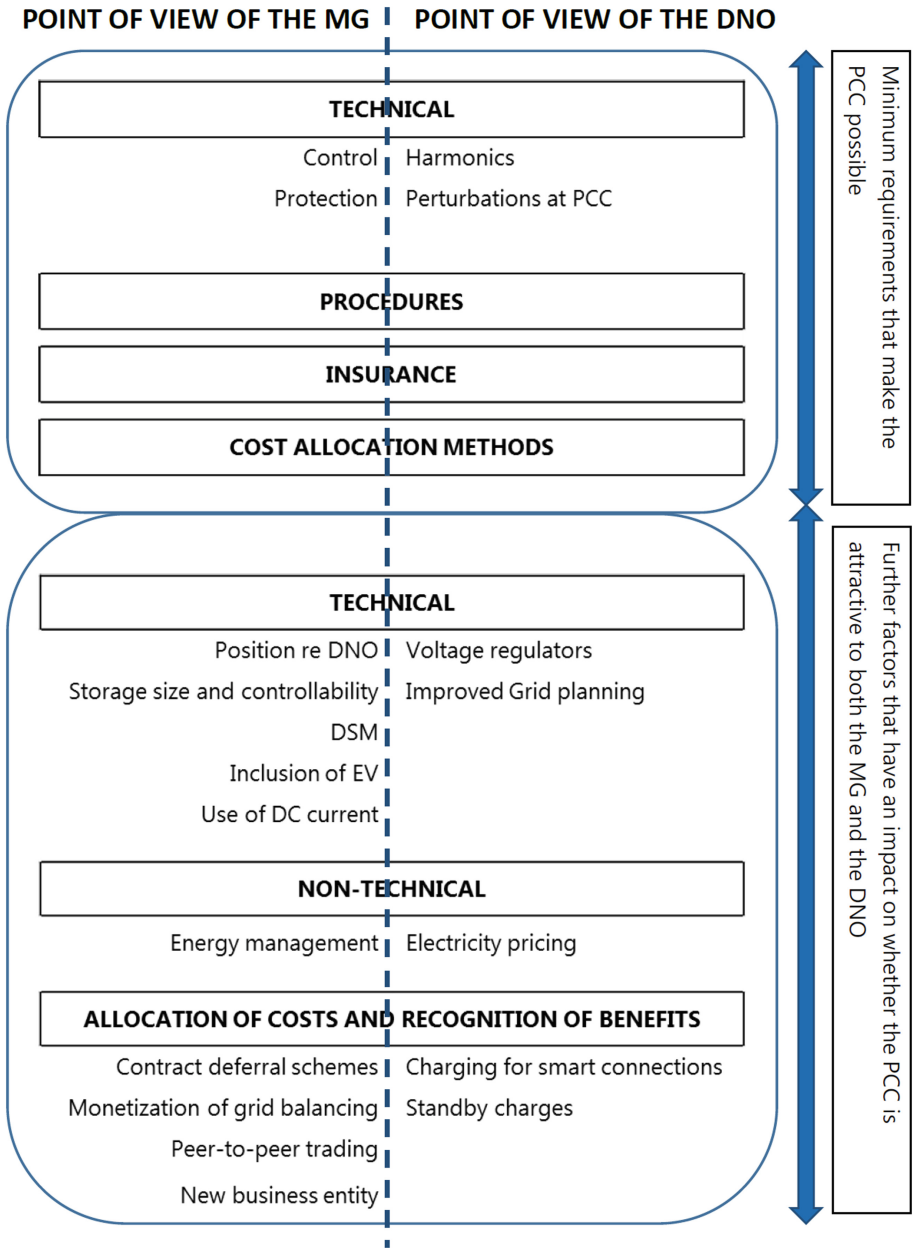 POINT OF VIEW OF THE MG
POINT OF VIEW OF THE DNO
TECHNICAL
Control
Harmonics
Protection
Perturbations at PCC
PROCEDURES
INSURANCE
COST ALLOCATION METHODS
Minimum requirements that make the
PCC possible
TECHNICAL
Position re DNO
Voltage regulators
Storage size and controllability
Improved Grid planning
DSM
Inclusion of EV
Use of DC current
NON-TECHNICAL
Energy management
Electricity pricing
ALLOCATION OF COSTS AND RECOGNITION OF BENEFITS
Contract deferral schemes
Charging for smart connections
Monetization of grid balancing
Standby charges
Peer-to-peer trading
New business entity
Further factors that have an impact on whether the PCC is
attractive to both the MG and the DNO